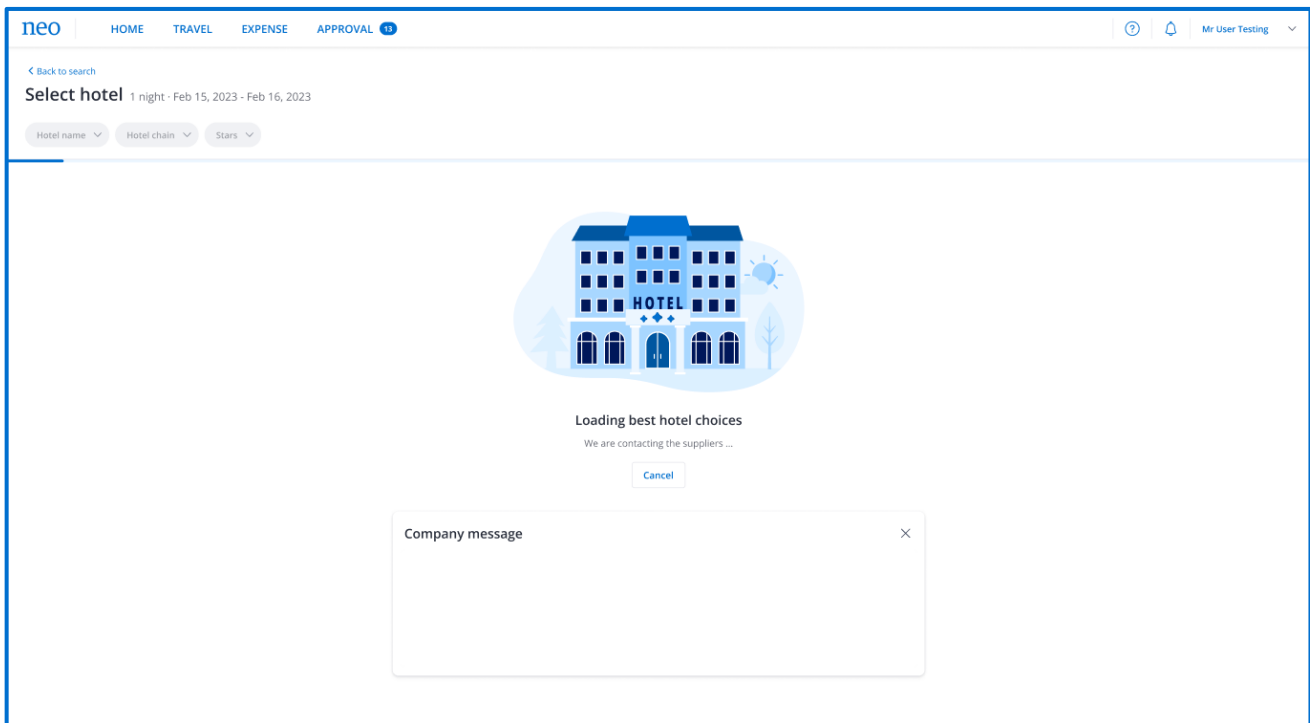 neo HOME TRAVEL EXPENSE APPROVAL 13 Mr User Testing
Back to search
Select hotel 1 night · Feb 15, 2023 - Feb 16, 2023
Hotel name Hotel chain Stars
HOTEL
Loading best hotel choices
We are contacting the suppliers ...
Cancel
Company message